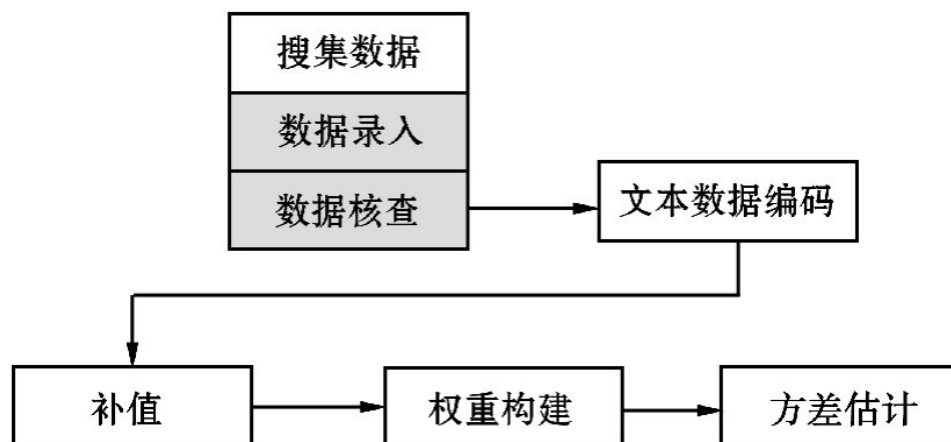 搜集数据
数据录入
数据核查
文本数据编码
补值
权重构建
方差估计